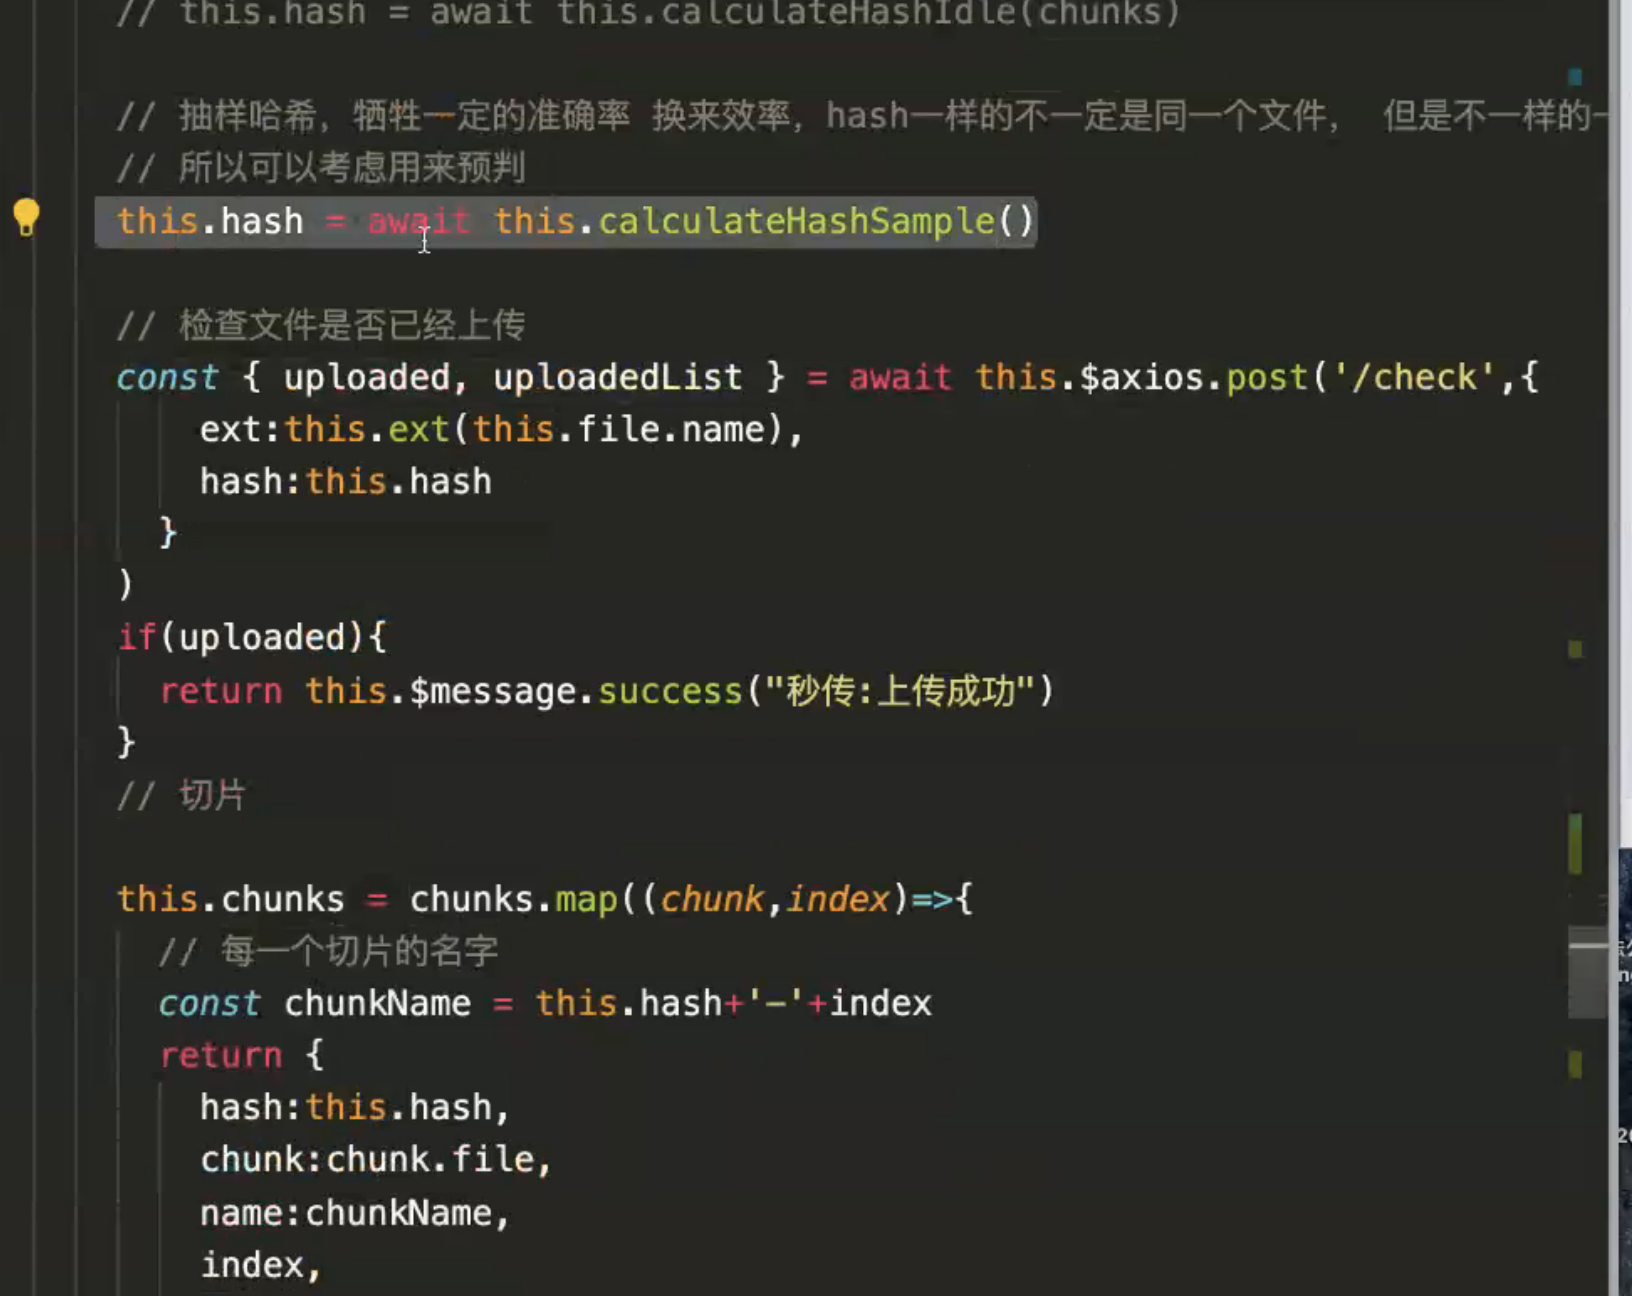 // this.hash = await this.calculateHashIdle(chunks)
// 抽样哈希，牺牲一定的准确率 换来效率，hash一样的不一定是同一个文件， 但是不一样的一
// 所以可以考虑用来预判
this.hash = await this.calculateHashSample()
// 检查文件是否已经上传
const { uploaded, uploadedList } = await this.$axios.post('/check',{
ext:this.ext(this.file.name),
hash:this.hash
}
)
if(uploaded){
return this.$message.success("秒传:上传成功")
}
// 切片
this.chunks = chunks.map((chunk,index)=>{
// 每一个切片的名字
const chunkName = this.hash+'-'+index
return {
hash:this.hash,
chunk:chunk.file,
name:chunkName,
index,